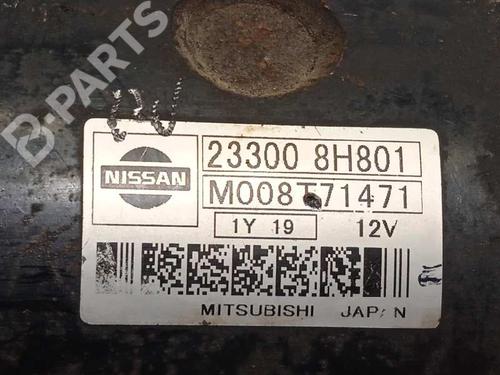 B-PARTS
NISSAN
23300 8H801
M008T71471
1Y 19
12V
MITSUBISHI JAPAN